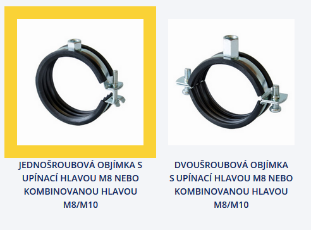 JEDNOŠROUBOVÁ OBJÍMKA S
UPÍNACÍ HLAVOU M8 NEBO
KOMBINOVANOU HLAVOU
M8/M10
DVOUŠROUBOVÁ OBJÍMKA
S UPÍNACÍ HLAVOU M8 NEBO
KOMBINOVANOU HLAVOU
M8/M10